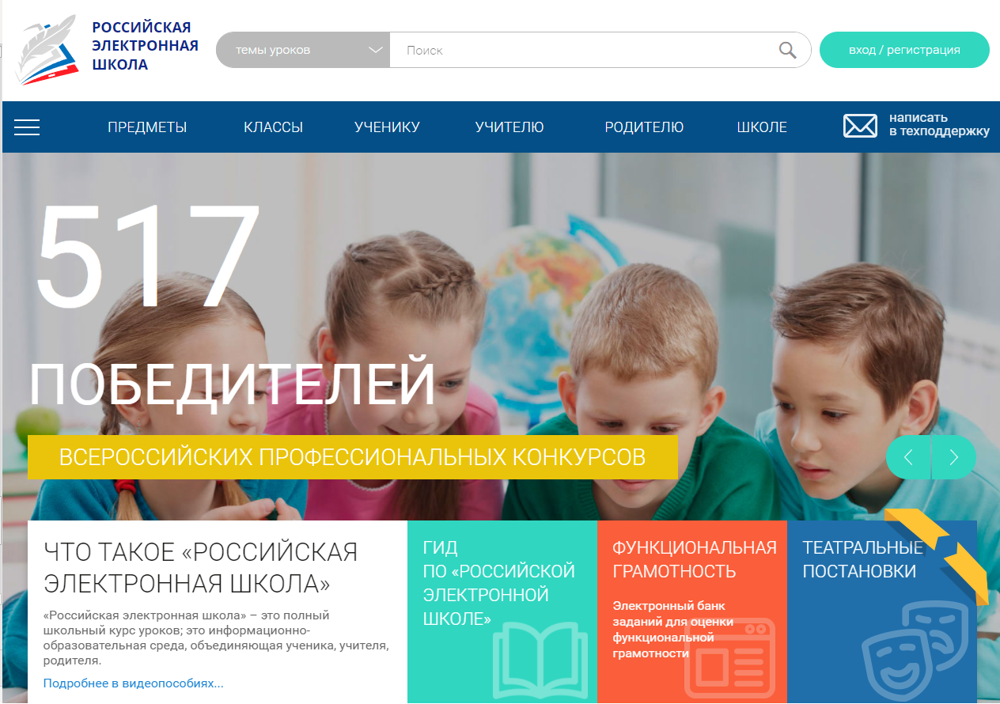 РОССИЙСКАЯ
ЭЛЕКТРОННАЯ
ШКОЛА
темы уроков
Поиск
вход / регистрация
ПРЕДМЕТЫ
КЛАССЫ
УЧЕНИКУ
УЧИТЕЛЮ
РОДИТЕЛЮ
ШКОЛЕ
написать
в техподдержку
517
ПОБЕДИТЕЛЕЙ
ВСЕРОССИЙСКИХ ПРОФЕССИОНАЛЬНЫХ КОНКУРСОВ
ЧТО ТАКОЕ «РОССИЙСКАЯ
ЭЛЕКТРОННАЯ ШКОЛА»
«Российская электронная школа» – это полный
школьный курс уроков; это информационно-
образовательная среда, объединяющая ученика, учителя,
родителя.
Подробнее в видеопособиях...
ГИД
ПО «РОССИЙСКОЙ
ЭЛЕКТРОННОЙ
ШКОЛЕ»
ФУНКЦИОНАЛЬНАЯ
ГРАМОТНОСТЬ
Электронный банк
заданий для оценки
функциональной
грамотности
ТЕАТРАЛЬНЫЕ
ПОСТАНОВКИ